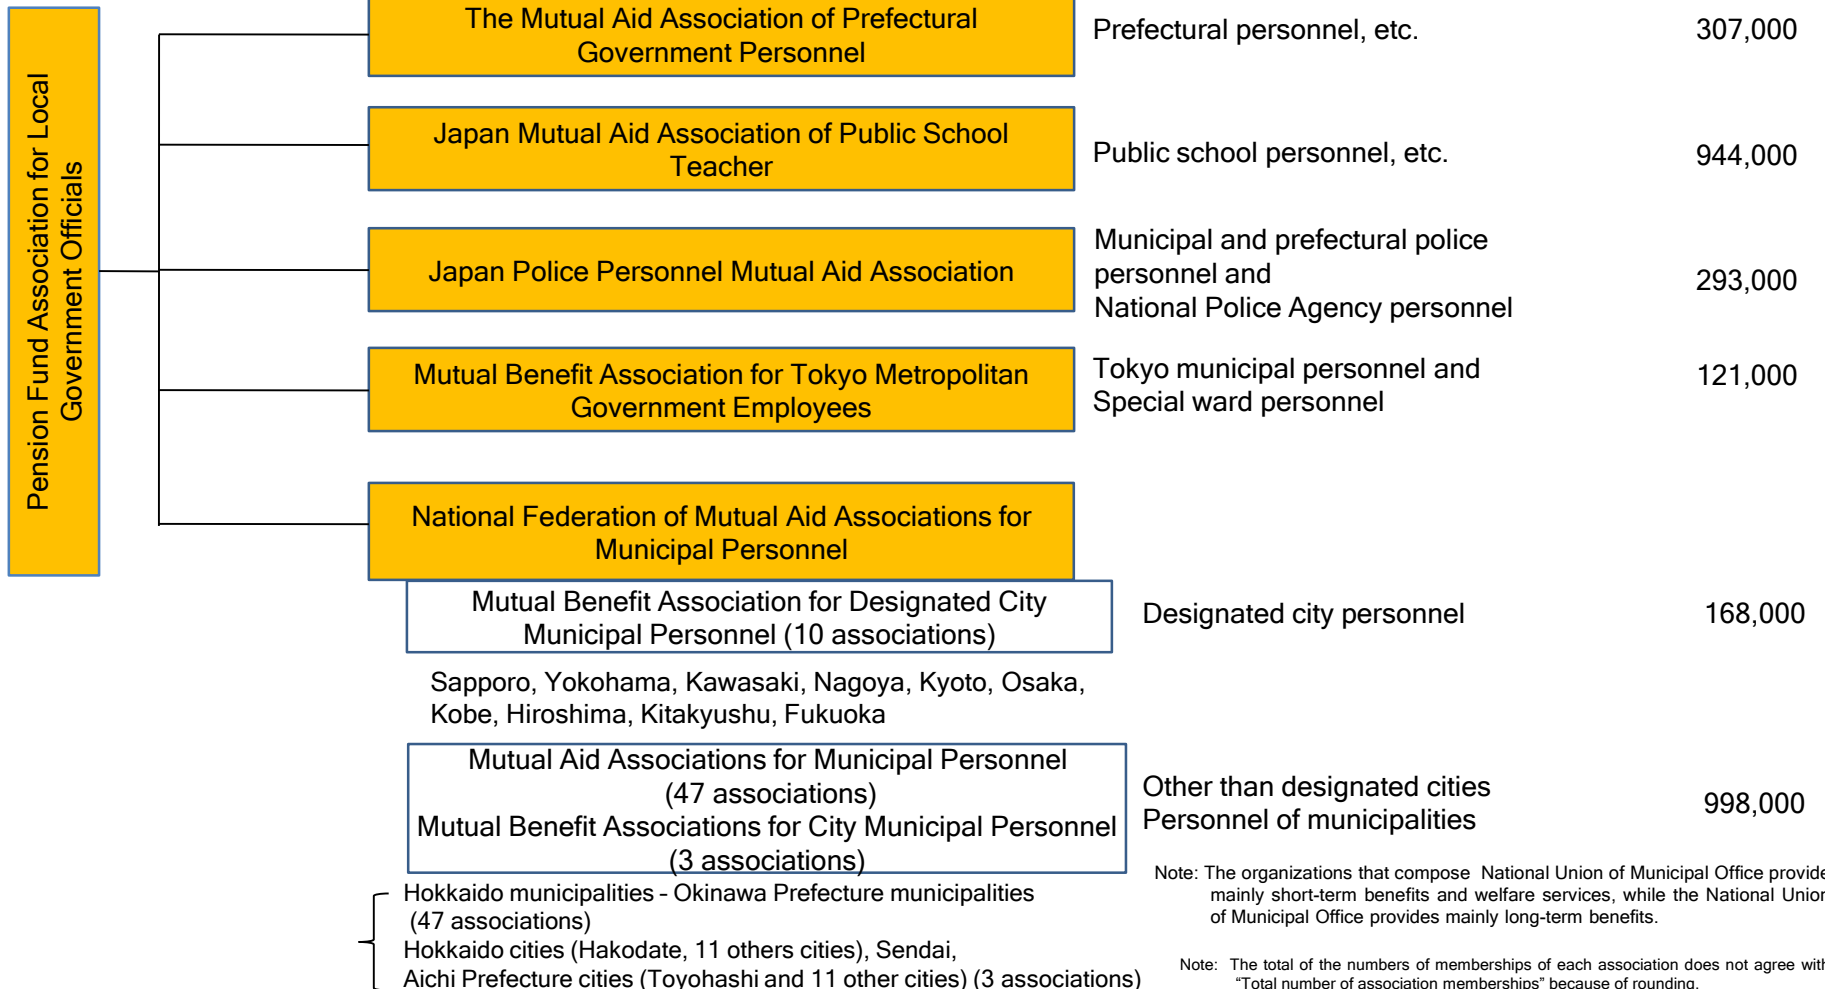 Pension Fund Association for Local
Government Officials
The Mutual Aid Association of Prefectural
Government Personnel
Prefectural personnel, etc.
307,000
Japan Mutual Aid Association of Public School
Teacher
Public school personnel, etc.
944,000
Japan Police Personnel Mutual Aid Association
Municipal and prefectural police
personnel and
National Police Agency personnel
293,000
Mutual Benefit Association for Tokyo Metropolitan
Government Employees
Tokyo municipal personnel and
Special ward personnel
121,000
National Federation of Mutual Aid Associations for
Municipal Personnel
Mutual Benefit Association for Designated City
Municipal Personnel (10 associations)
Designated city personnel
168,000
Sapporo, Yokohama, Kawasaki, Nagoya, Kyoto, Osaka,
Kobe, Hiroshima, Kitakyushu, Fukuoka
Mutual Aid Associations for Municipal Personnel
(47 associations)
Mutual Benefit Associations for City Municipal Personnel
(3 associations)
Other than designated cities
Personnel of municipalities
998,000
Hokkaido municipalities - Okinawa Prefecture municipalities
(47 associations)
Hokkaido cities (Hakodate, 11 others cities), Sendai,
Aichi Prefecture cities (Toyohashi and 11 other cities) (3 associations)
Note: The organizations that compose National Union of Municipal Office provide
mainly short-term benefits and welfare services, while the National Union
of Municipal Office provides mainly long-term benefits.
Note: The total of the numbers of memberships of each association does not agree with
"Total number of association memberships" because of rounding.